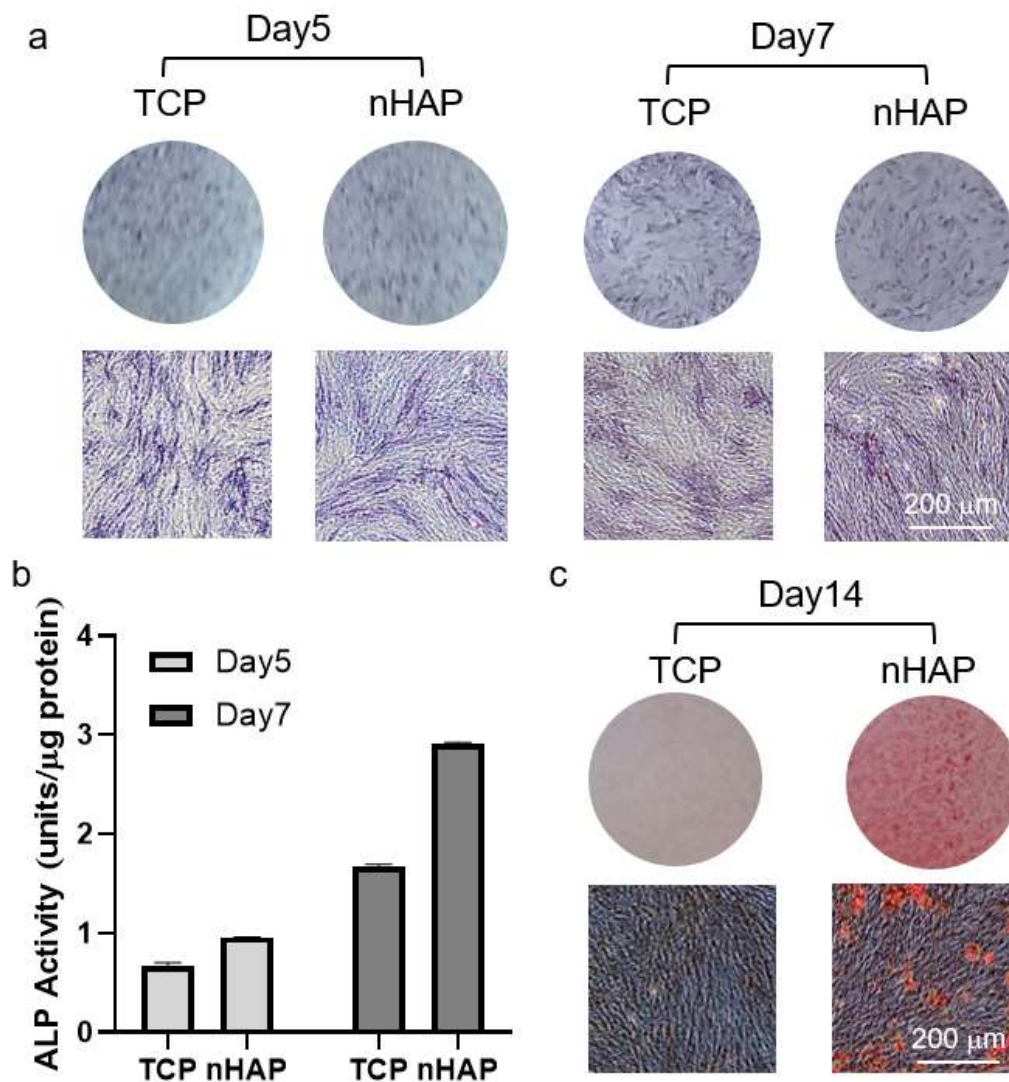 a
Day5
Day7
TCP
nHAP
TCP
nHAP
200 μm
b
ALP Activity (units/μg protein)
4
3
2
1
0
Day5
Day7
TCP nHAP
TCP nHAP
c
Day14
TCP
nHAP
200 μm